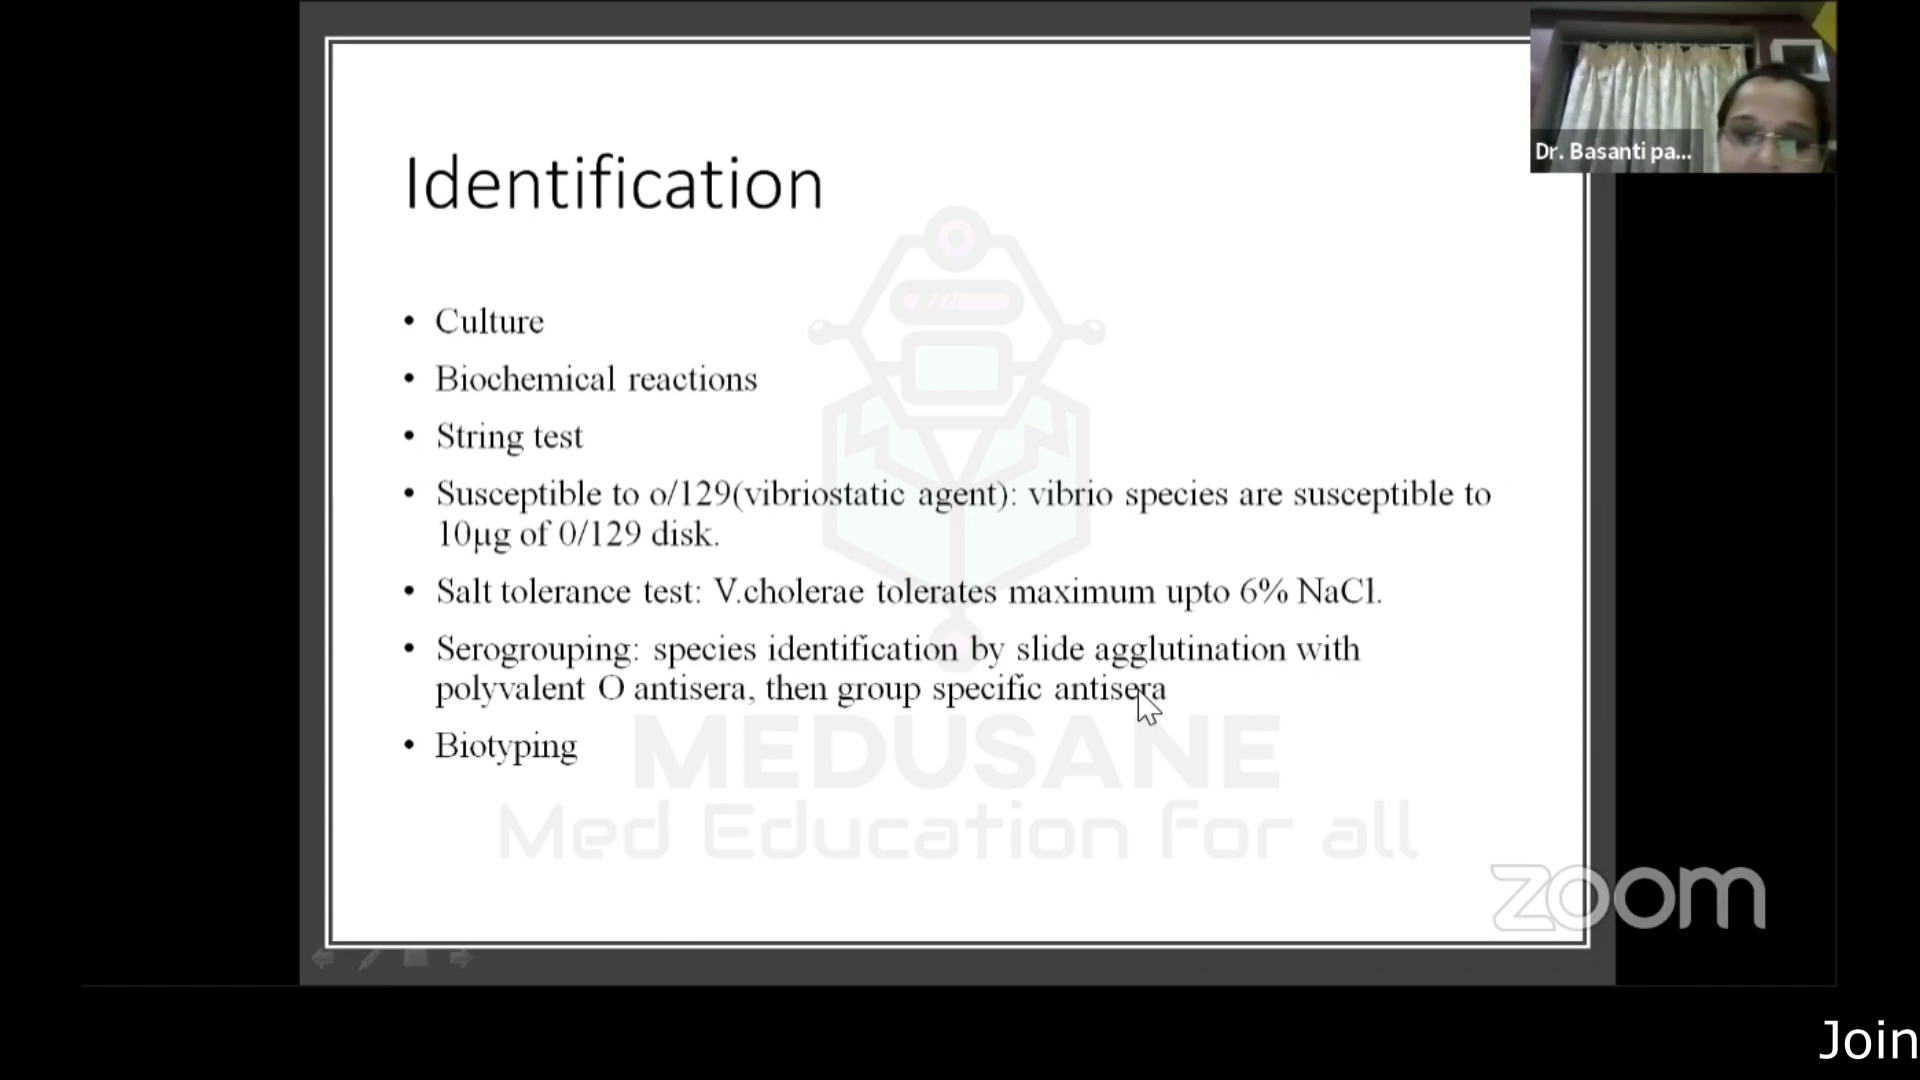 Dr. Basanti pa...
Identification
• Culture
• Biochemical reactions
• String test
• Susceptible to o/129(vibriostatic agent): vibrio species are susceptible to
10µg of 0/129 disk.
• Salt tolerance test: V.cholerae tolerates maximum upto 6% NaCl.
• Serogrouping: species identification by slide agglutination with
polyvalent O antisera, then group specific antisera
• Biotyping
MEDUSANE
Med Education for all
zoom
Join